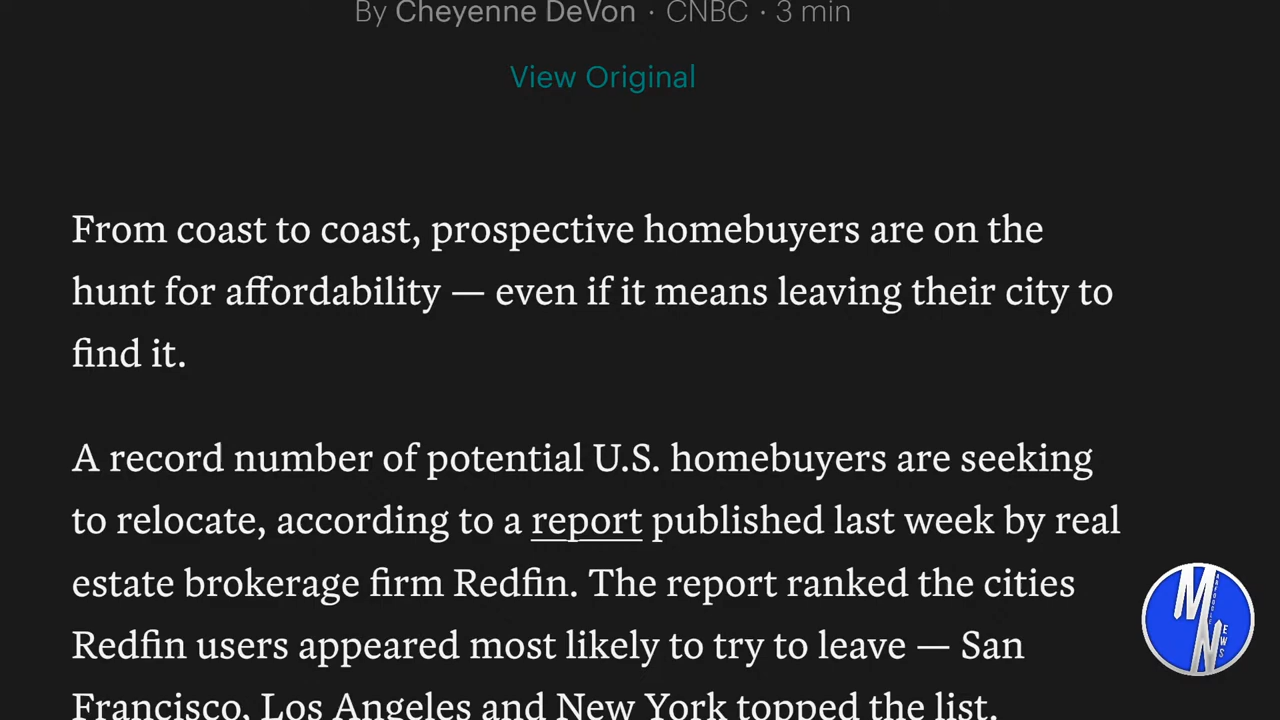 By Cheyenne DeVon · CNBC · 3 min
View Original
From coast to coast, prospective homebuyers are on the
hunt for affordability — even if it means leaving their city to
find it.
A record number of potential U.S. homebuyers are seeking
to relocate, according to a report published last week by real
estate brokerage firm Redfin. The report ranked the cities
Redfin users appeared most likely to try to leave — San
Francisco, Los Angeles and New York topped the list.
MN